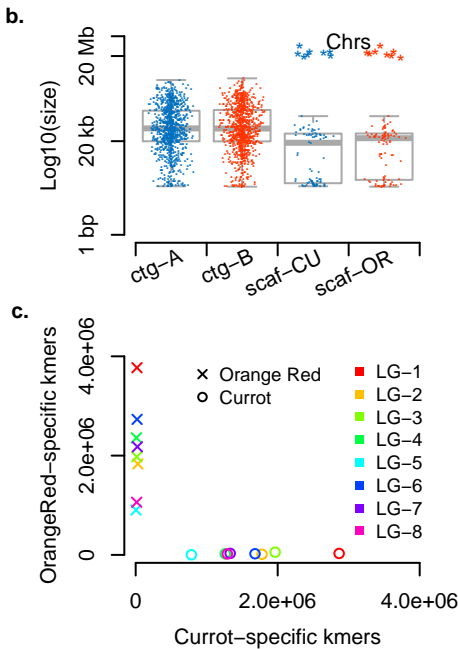 b.
Log10(size)
20 Mb
20 kb
1 bp
Chrs
ctg−A
ctg−B
scaf−CU
scaf−OR
c.
OrangeRed−specific kmers
4.0e+06
2.0e+06
0
Orange Red
Currot
LG−1
LG−2
LG−3
LG−4
LG−5
LG−6
LG−7
LG−8
0
2.0e+06
4.0e+06
Currot−specific kmers